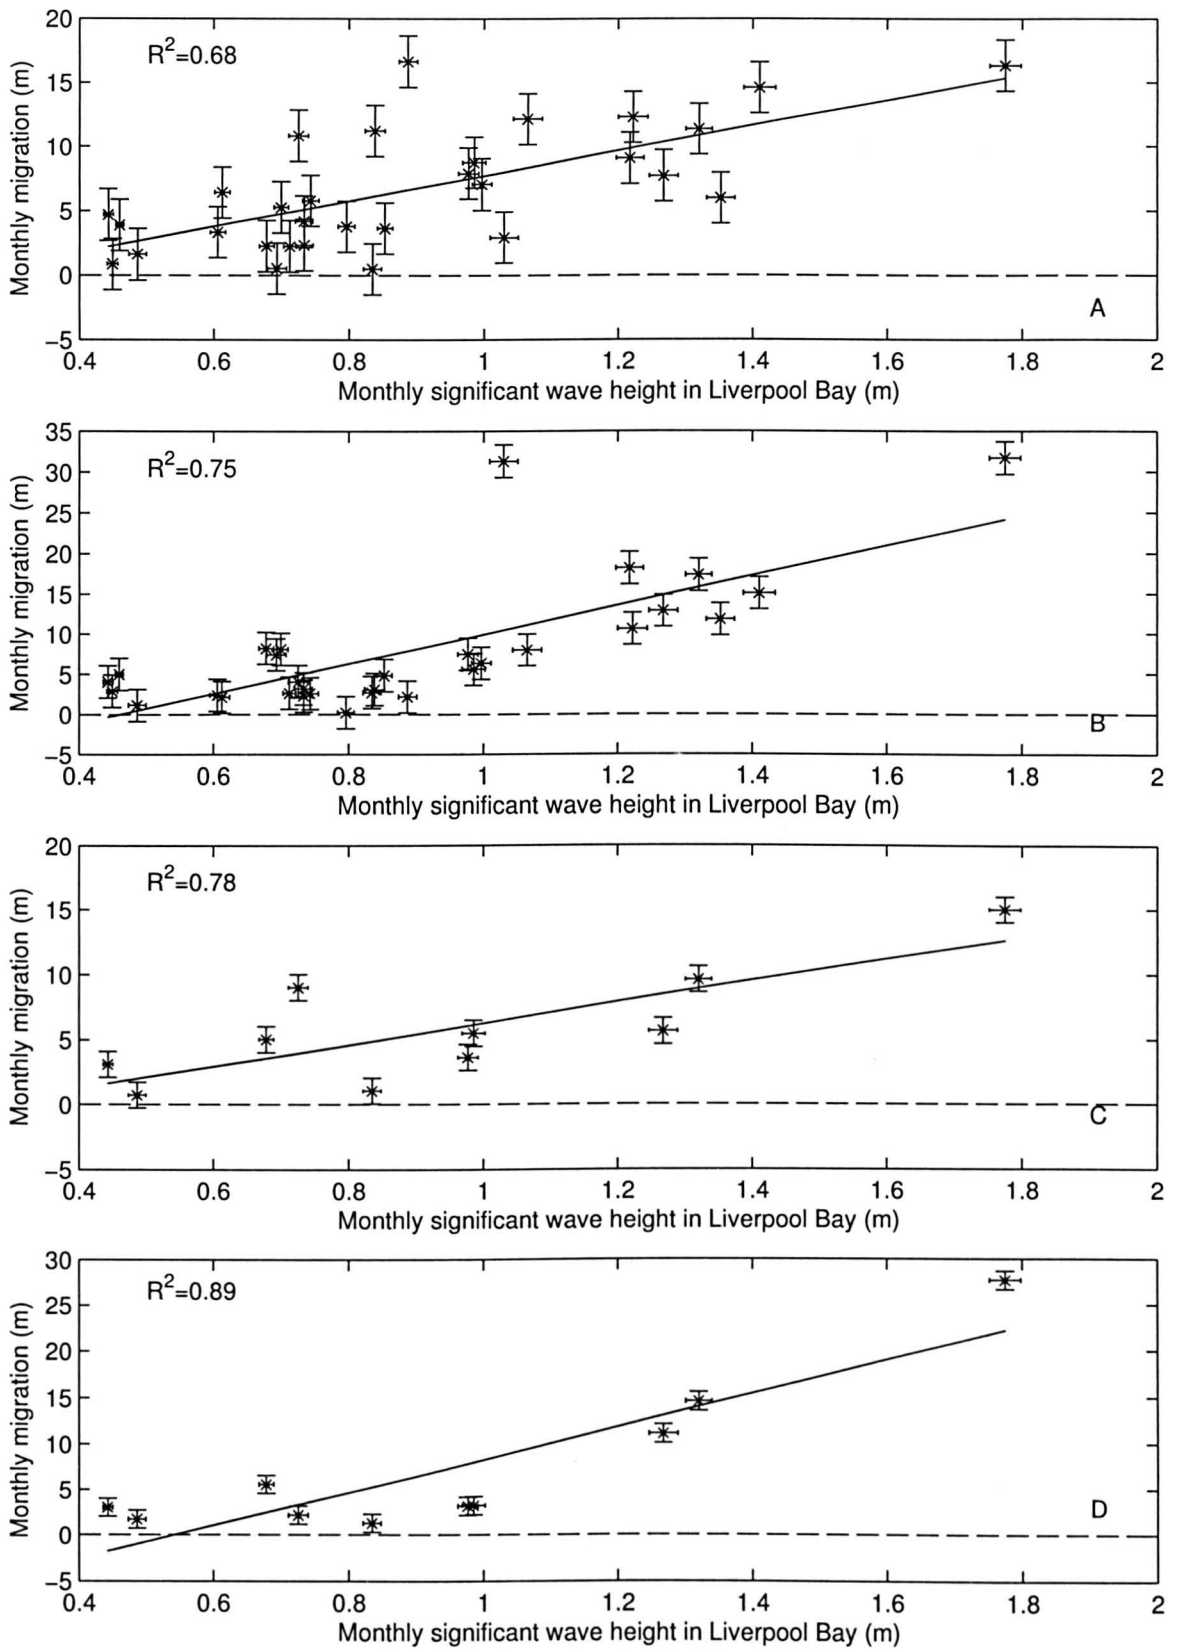 20
R²=0.68
15
10
5
0
−5
Monthly migration (m)
A
0.4 0.6 0.8 1 1.2 1.4 1.6 1.8 2
Monthly significant wave height in Liverpool Bay (m)
35
R²=0.75
30
25
20
15
10
5
0
−5
Monthly migration (m)
B
0.4 0.6 0.8 1 1.2 1.4 1.6 1.8 2
Monthly significant wave height in Liverpool Bay (m)
20
R²=0.78
15
10
5
0
−5
Monthly migration (m)
C
0.4 0.6 0.8 1 1.2 1.4 1.6 1.8 2
Monthly significant wave height in Liverpool Bay (m)
30
R²=0.89
25
20
15
10
5
0
−5
Monthly migration (m)
D
0.4 0.6 0.8 1 1.2 1.4 1.6 1.8 2
Monthly significant wave height in Liverpool Bay (m)